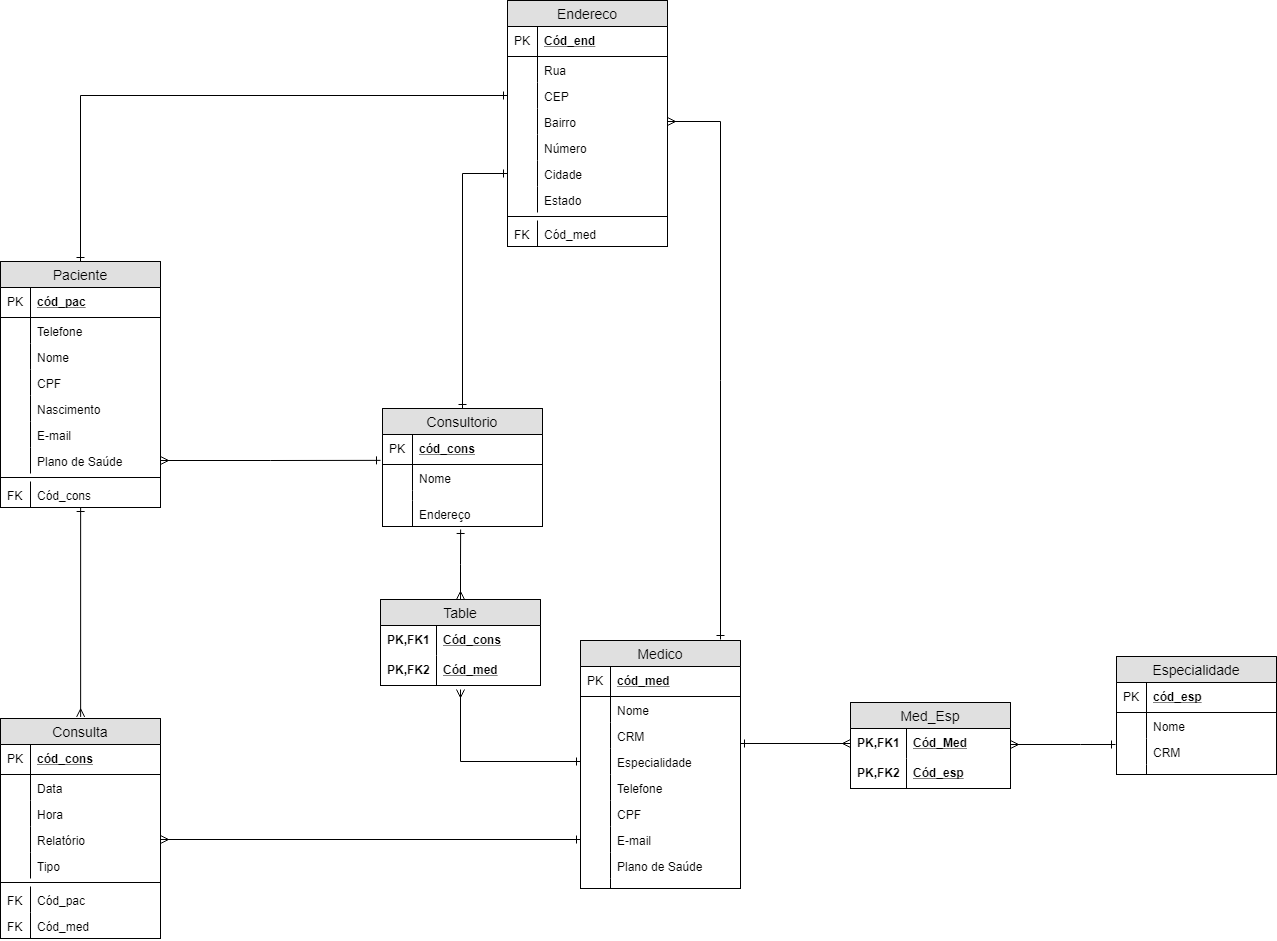 Endereco
PK Cód_end
Rua
CEP
Bairro
Número
Cidade
Estado
FK Cód_med
Paciente
PK cód_pac
Telefone
Nome
CPF
Nascimento
E-mail
Plano de Saúde
FK Cód_cons
Consultorio
PK cód_cons
Nome
Endereço
Table
PK,FK1 Cód_cons
PK,FK2 Cód_med
Medico
PK cód_med
Nome
CRM
Especialidade
Telefone
CPF
E-mail
Plano de Saúde
Med_Esp
PK,FK1 Cód_Med
PK,FK2 Cód_esp
Especialidade
PK cód_esp
Nome
CRM
Consulta
PK cód_cons
Data
Hora
Relatório
Tipo
FK Cód_pac
FK Cód_med